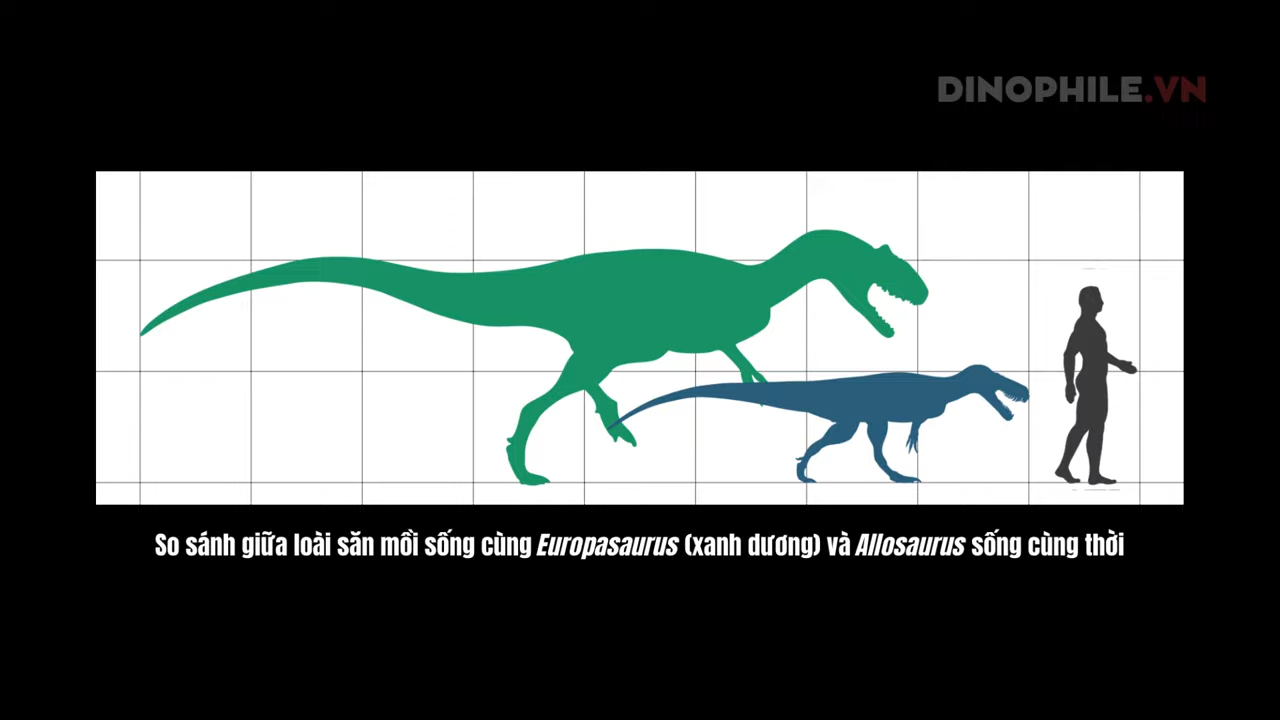 DINOPHILE.VN
So sánh giữa loài săn mồi sống cùng Europasaurus (xanh dương) và Allosaurus sống cùng thời